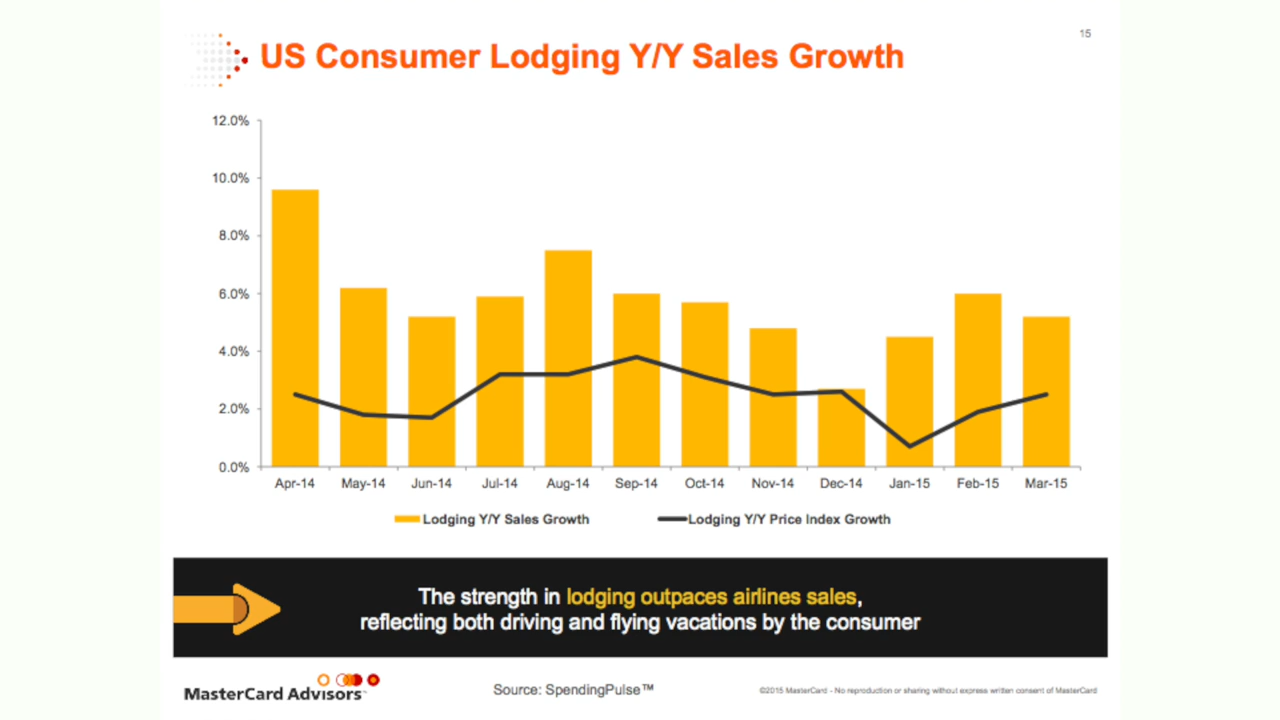 15
US Consumer Lodging Y/Y Sales Growth
12.0%
10.0%
8.0%
6.0%
4.0%
2.0%
0.0%
Apr-14 May-14 Jun-14 Jul-14 Aug-14 Sep-14 Oct-14 Nov-14 Dec-14 Jan-15 Feb-15 Mar-15
Lodging Y/Y Sales Growth Lodging Y/Y Price Index Growth
The strength in lodging outpaces airlines sales,
reflecting both driving and flying vacations by the consumer
MasterCard Advisors™ Source: SpendingPulse™ ©2015 MasterCard - No reproduction or sharing without express written consent of MasterCard